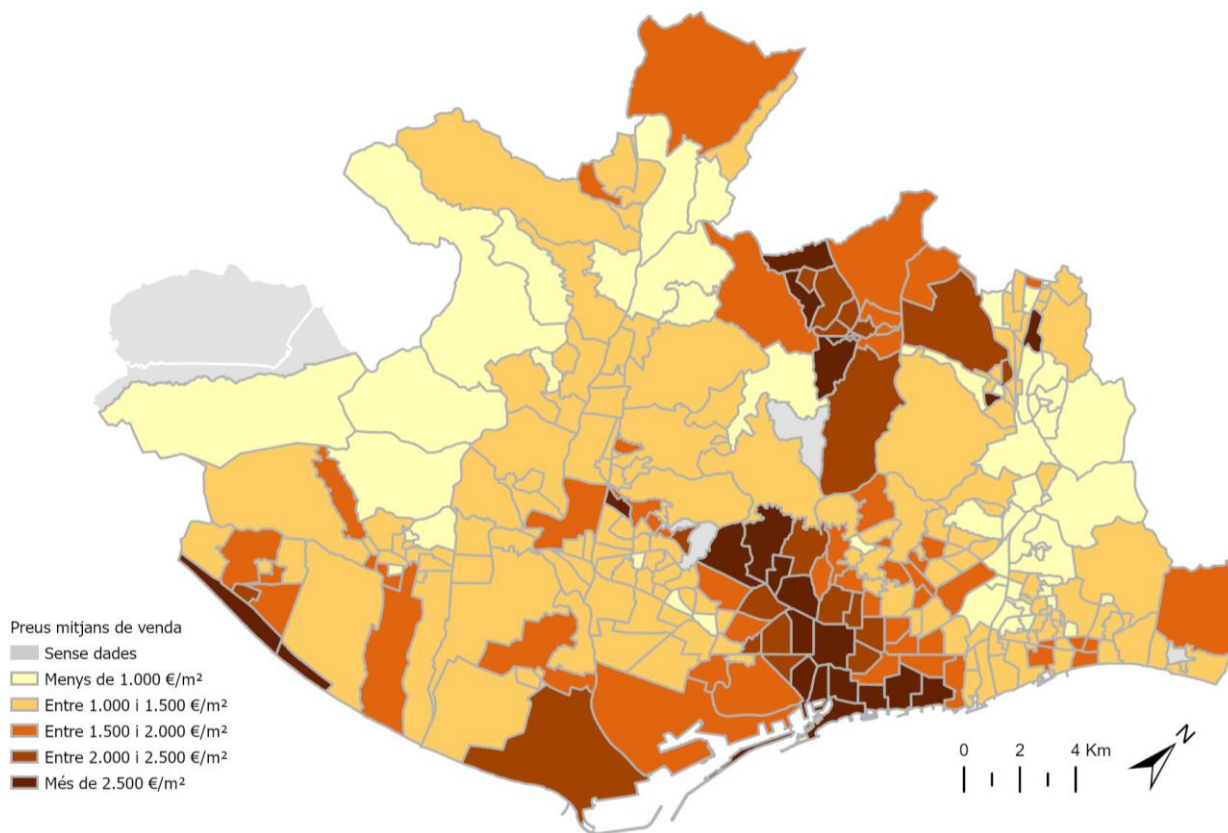 Preus mitjans de venda
Sense dades
Menys de 1.000 €/m²
Entre 1.000 i 1.500 €/m²
Entre 1.500 i 2.000 €/m²
Entre 2.000 i 2.500 €/m²
Més de 2.500 €/m²
0 2 4 Km
N